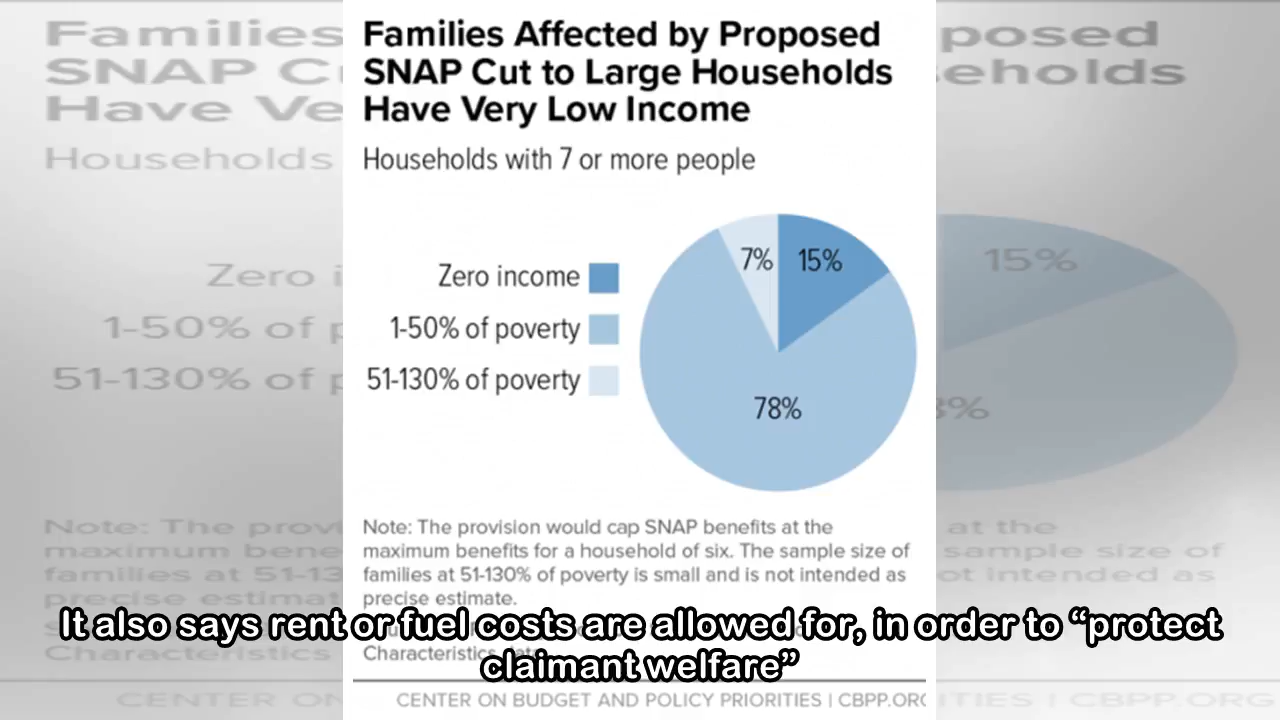 Families Affected by Proposed
SNAP Cut to Large Households
Have Very Low Income
Households with 7 or more people
Zero income
1-50% of poverty
51-130% of poverty
7%
15%
78%
Note: The provision would cap SNAP benefits at the
maximum benefits for a household of six. The sample size of
families at 51-130% of poverty is small and is not intended as
precise estimate.
Characteristics
It also says rent or fuel costs are allowed for, in order to “protect
claimant welfare”
CENTER ON BUDGET AND POLICY PRIORITIES | CBPP.ORG